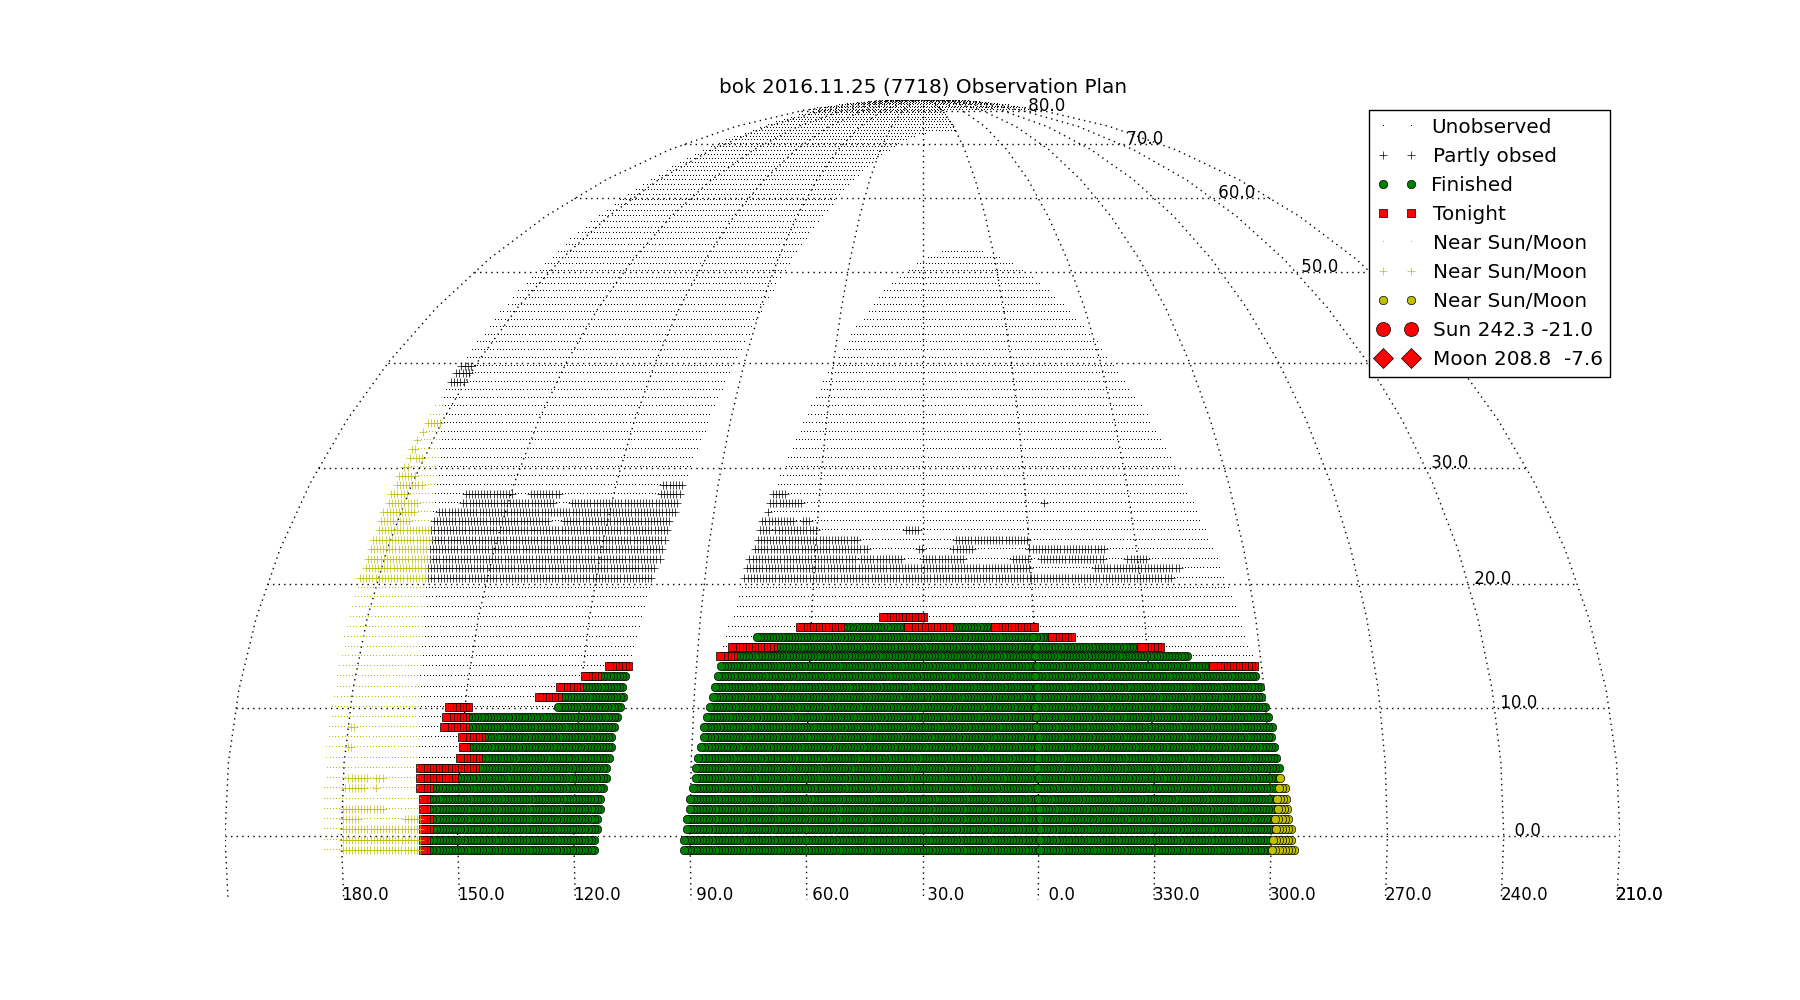 bok 2016.11.25 (7718) Observation Plan
80.0
70.0
60.0
50.0
30.0
20.0
10.0
0.0
Unobserved
Partly obsed
Finished
Tonight
Near Sun/Moon
Near Sun/Moon
Near Sun/Moon
Sun 242.3 -21.0
Moon 208.8 -7.6
180.0 150.0 120.0 90.0 60.0 30.0 0.0 330.0 300.0 270.0 240.0 210.0